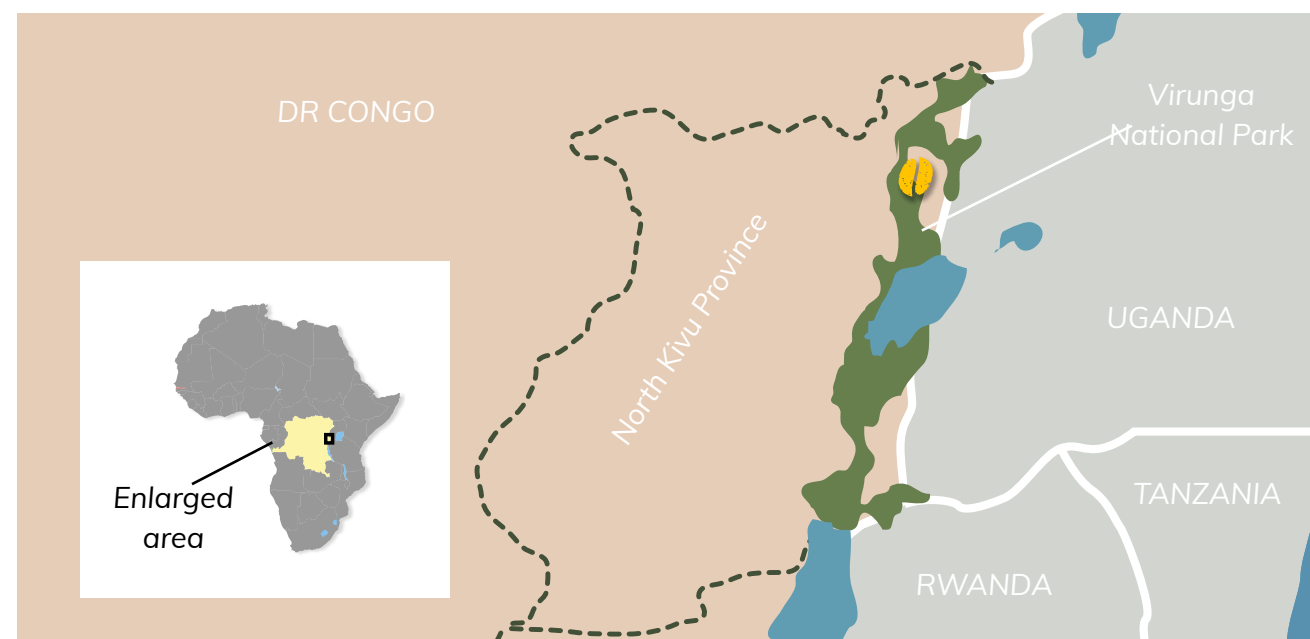 DR CONGO
Virunga
National Park
North Kivu Province
UGANDA
Enlarged
area
TANZANIA
RWANDA